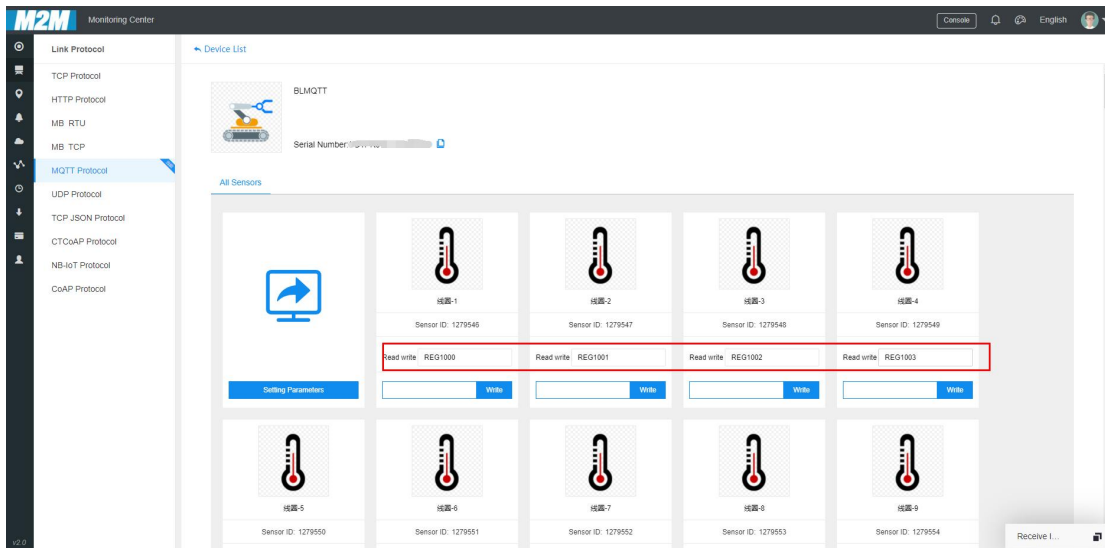 M2M Monitoring Center
Console
English
Link Protocol
Device List
TCP Protocol
HTTP Protocol
MB RTU
MB TCP
MQTT Protocol
UDP Protocol
TCP JSON Protocol
CTCoAP Protocol
NB-IoT Protocol
CoAP Protocol
BLMQTT
Serial Number:
All Sensors
线圈-1
线圈-2
线圈-3
线圈-4
Sensor ID: 1279546
Sensor ID: 1279547
Sensor ID: 1279548
Sensor ID: 1279549
Read write REG1000
Read write REG1001
Read write REG1002
Read write REG1003
Setting Parameters
Write
Write
Write
Write
线圈-5
线圈-6
线圈-7
线圈-8
线圈-9
Sensor ID: 1279550
Sensor ID: 1279551
Sensor ID: 1279552
Sensor ID: 1279553
Sensor ID: 1279554
Receive I...
v2.0